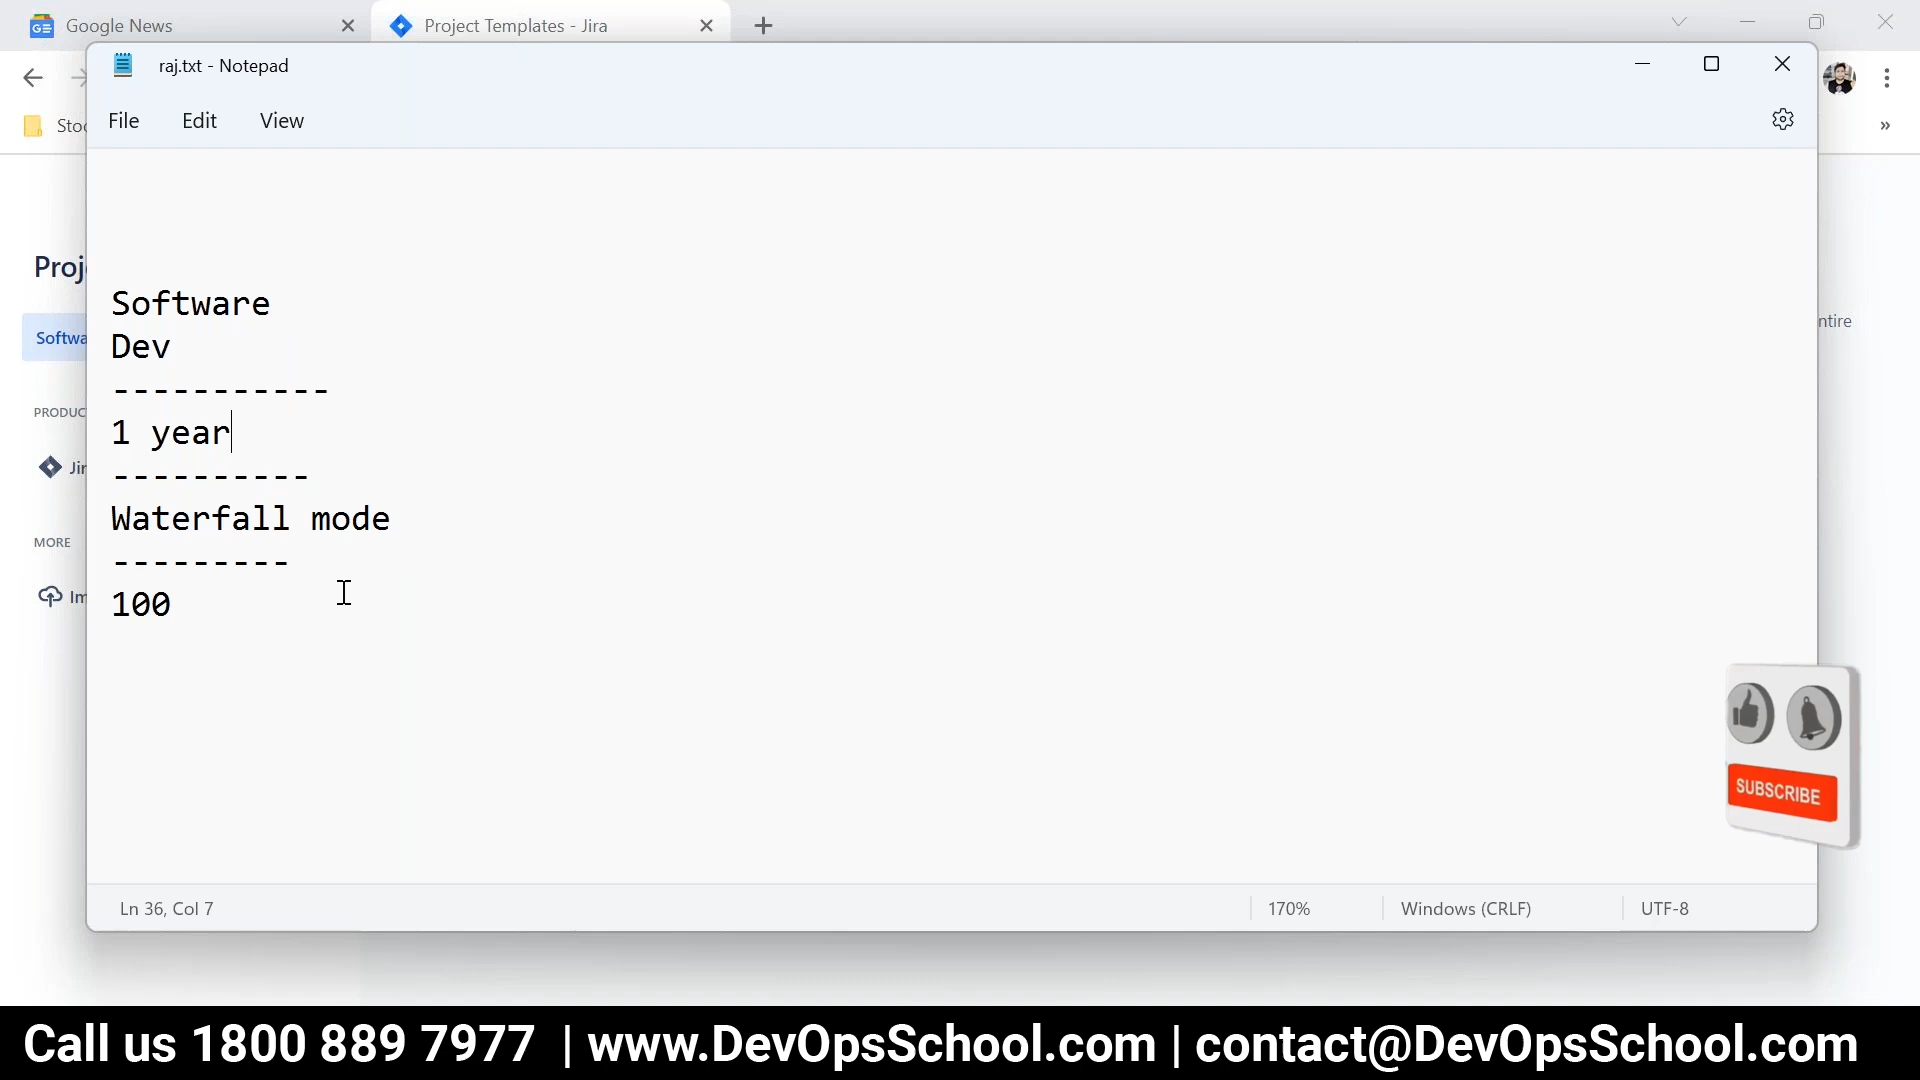 Google News
Project Templates - Jira
raj.txt - Notepad
File
Edit
View
Software
Dev
-----------
1 year
----------
Waterfall mode
---------
100
MORE
Ln 36, Col 7
170%
Windows (CRLF)
UTF-8
SUBSCRIBE
Call us 1800 889 7977 | www.DevOpsSchool.com | contact@DevOpsSchool.com